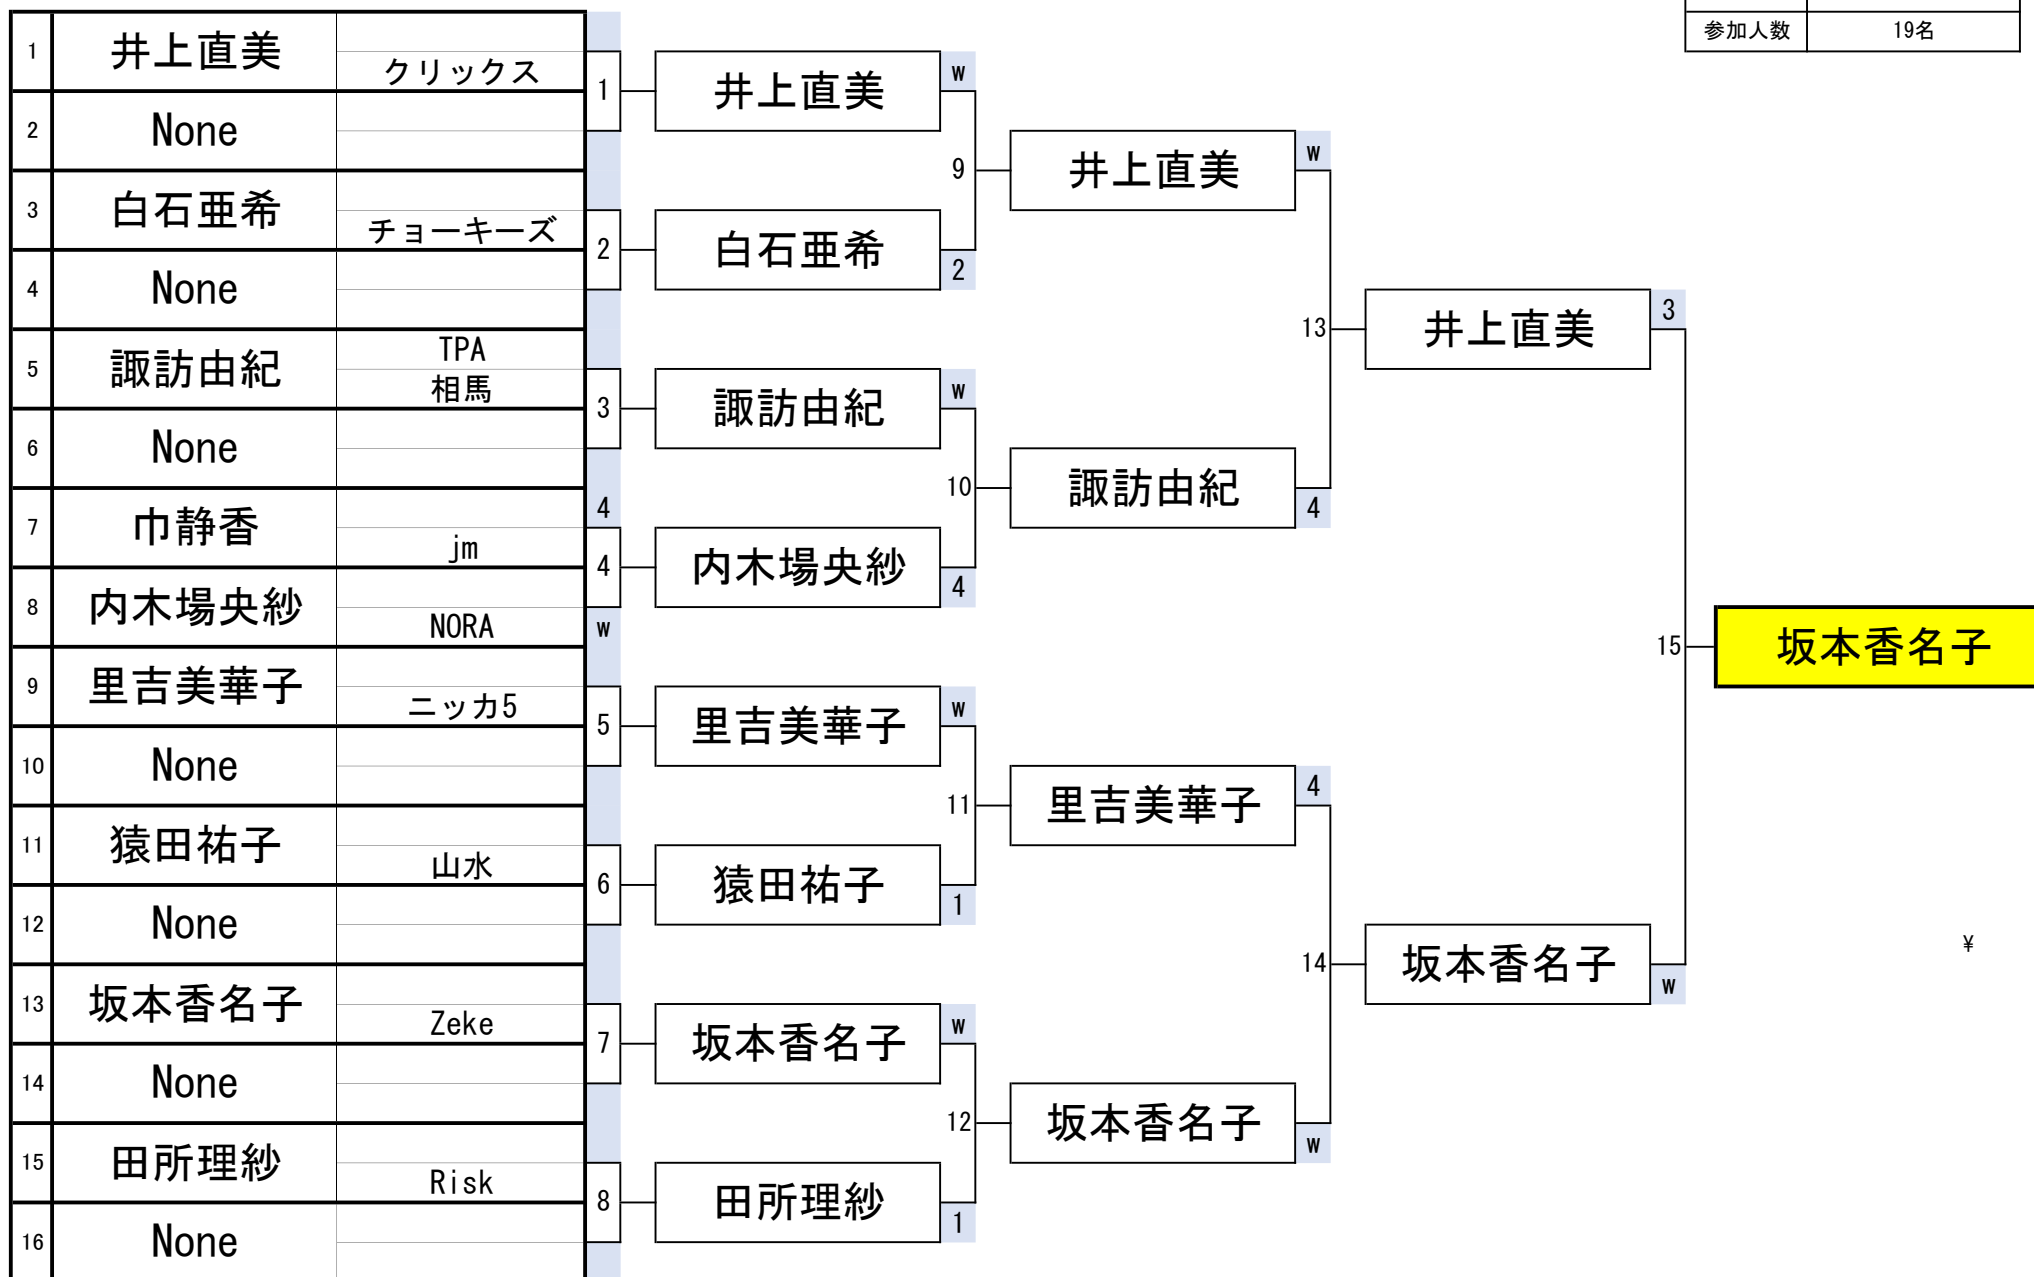 参加人数 19名
1 井上直美 クリックス
2 None
3 白石亜希 チョーキーズ
4 None
5 諏訪由紀 TPA 相馬
6 None
7 巾静香 jm
8 内木場央紗 NORA
9 里吉美華子 ニッカ5
10 None
11 猿田祐子 山水
12 None
13 坂本香名子 Zeke
14 None
15 田所理紗 Risk
16 None
1
2
3
4
4
W
5
6
7
8
井上直美 W
9
白石亜希 2
諏訪由紀 W
10
内木場央紗 4
里吉美華子 W
11
猿田祐子 1
坂本香名子 W
12
田所理紗 1
井上直美 W
13
諏訪由紀 4
里吉美華子 4
14
坂本香名子 W
井上直美 3
15
坂本香名子 W
坂本香名子
¥